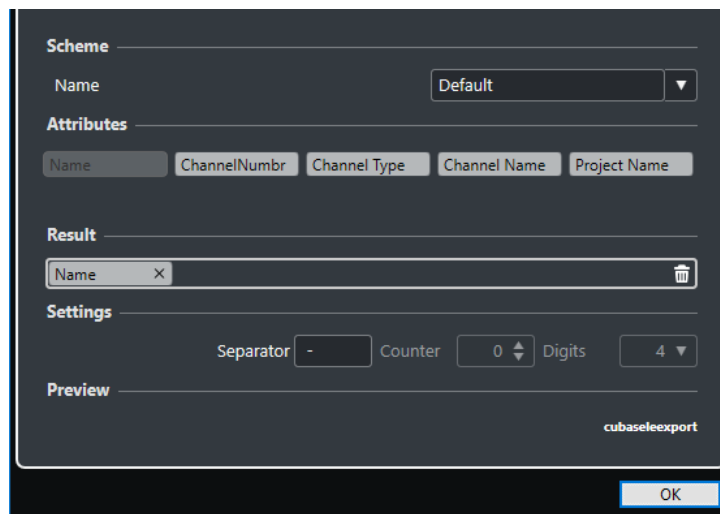 Scheme
Name Default
Attributes
Name ChannelNumbr Channel Type Channel Name Project Name
Result
Name ×
Settings
Separator - Counter 0 Digits 4
Preview
cubaseleexport
OK